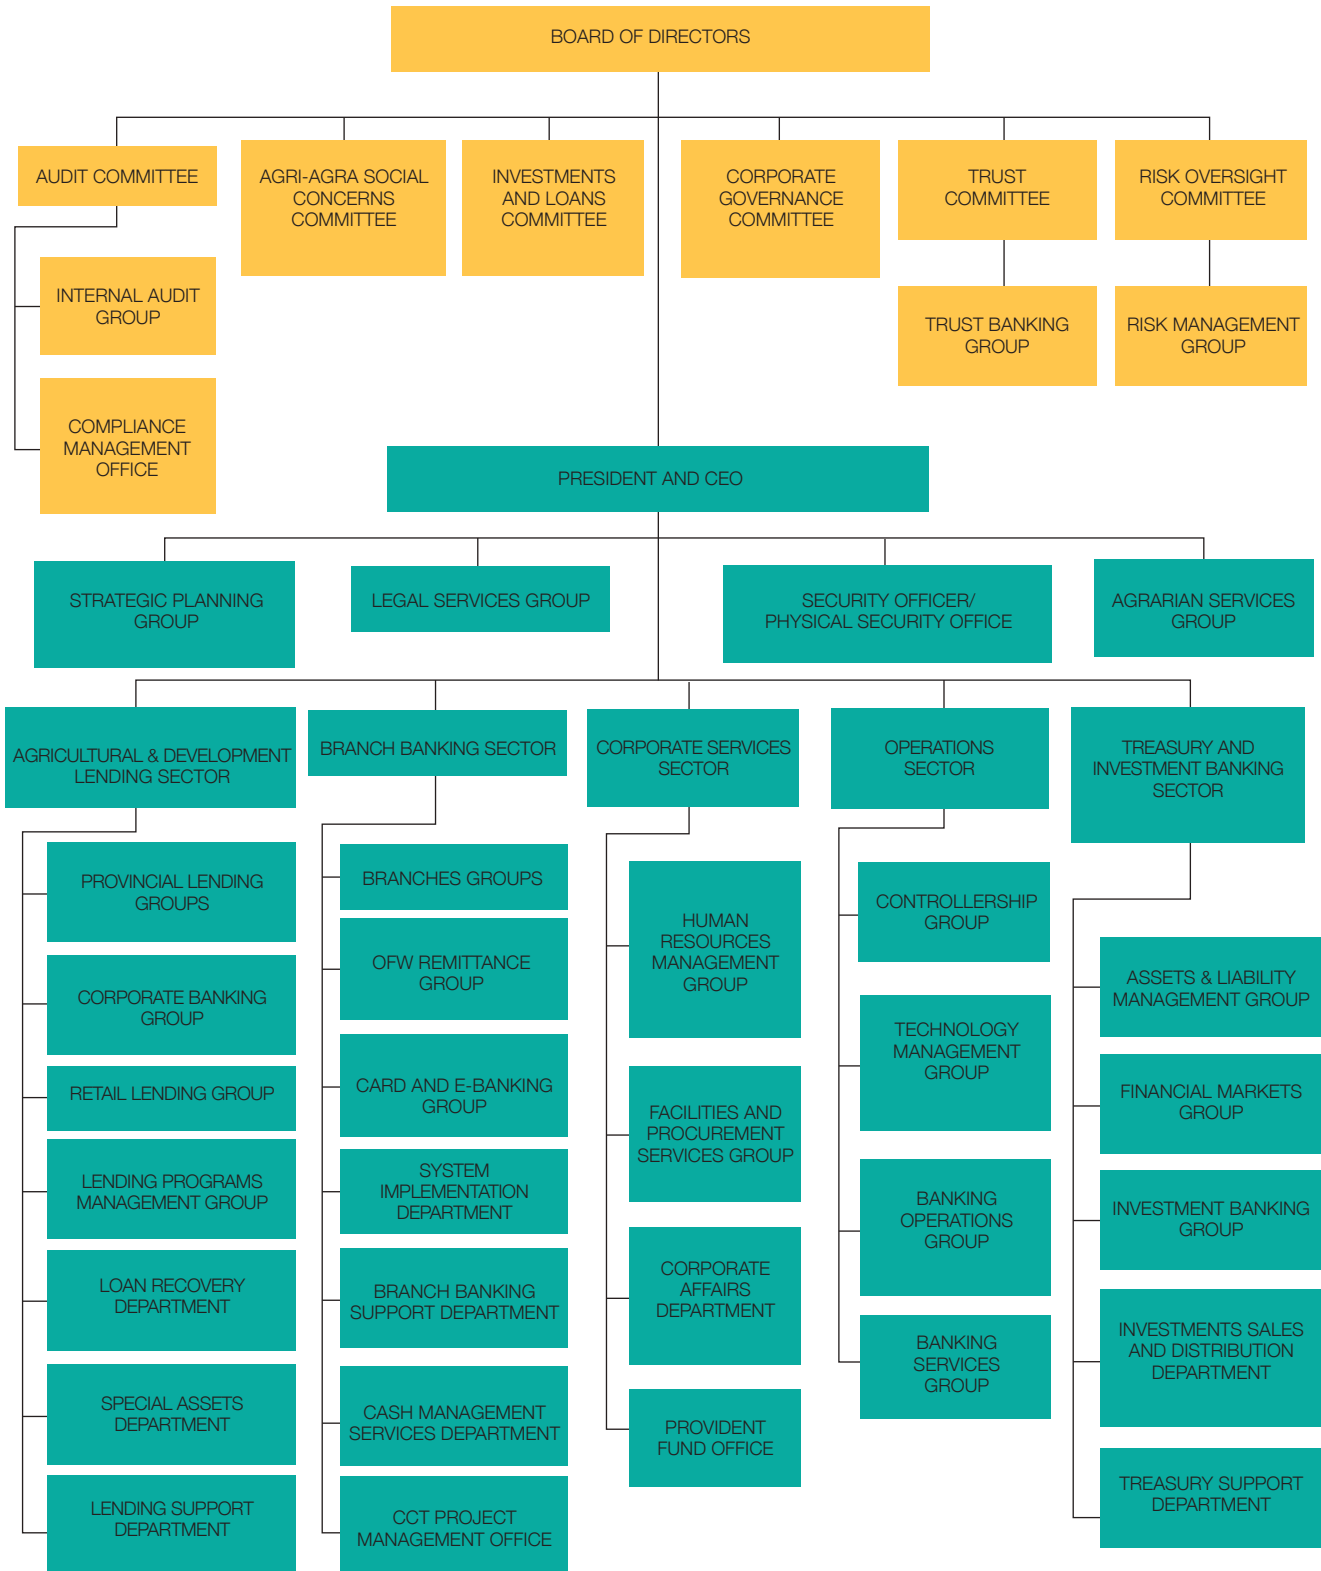 BOARD OF DIRECTORS
AUDIT COMMITTEE
AGRI-AGRA SOCIAL
CONCERNS
COMMITTEE
INVESTMENTS
AND LOANS
COMMITTEE
CORPORATE
GOVERNANCE
COMMITTEE
TRUST
COMMITTEE
RISK OVERSIGHT
COMMITTEE
INTERNAL AUDIT
GROUP
TRUST BANKING
GROUP
RISK MANAGEMENT
GROUP
COMPLIANCE
MANAGEMENT
OFFICE
PRESIDENT AND CEO
STRATEGIC PLANNING
GROUP
LEGAL SERVICES GROUP
SECURITY OFFICER/
PHYSICAL SECURITY OFFICE
AGRARIAN SERVICES
GROUP
AGRICULTURAL & DEVELOPMENT
LENDING SECTOR
BRANCH BANKING SECTOR
CORPORATE SERVICES
SECTOR
OPERATIONS
SECTOR
TREASURY AND
INVESTMENT BANKING
SECTOR
PROVINCIAL LENDING
GROUPS
CORPORATE BANKING
GROUP
RETAIL LENDING GROUP
LENDING PROGRAMS
MANAGEMENT GROUP
LOAN RECOVERY
DEPARTMENT
SPECIAL ASSETS
DEPARTMENT
LENDING SUPPORT
DEPARTMENT
BRANCHES GROUPS
OFW REMITTANCE
GROUP
CARD AND E-BANKING
GROUP
SYSTEM
IMPLEMENTATION
DEPARTMENT
BRANCH BANKING
SUPPORT DEPARTMENT
CASH MANAGEMENT
SERVICES DEPARTMENT
CCT PROJECT
MANAGEMENT OFFICE
HUMAN
RESOURCES
MANAGEMENT
GROUP
FACILITIES AND
PROCUREMENT
SERVICES GROUP
CORPORATE
AFFAIRS
DEPARTMENT
PROVIDENT
FUND OFFICE
CONTROLLERSHIP
GROUP
TECHNOLOGY
MANAGEMENT
GROUP
BANKING
OPERATIONS
GROUP
BANKING
SERVICES
GROUP
ASSETS & LIABILITY
MANAGEMENT GROUP
FINANCIAL MARKETS
GROUP
INVESTMENT BANKING
GROUP
INVESTMENTS SALES
AND DISTRIBUTION
DEPARTMENT
TREASURY SUPPORT
DEPARTMENT